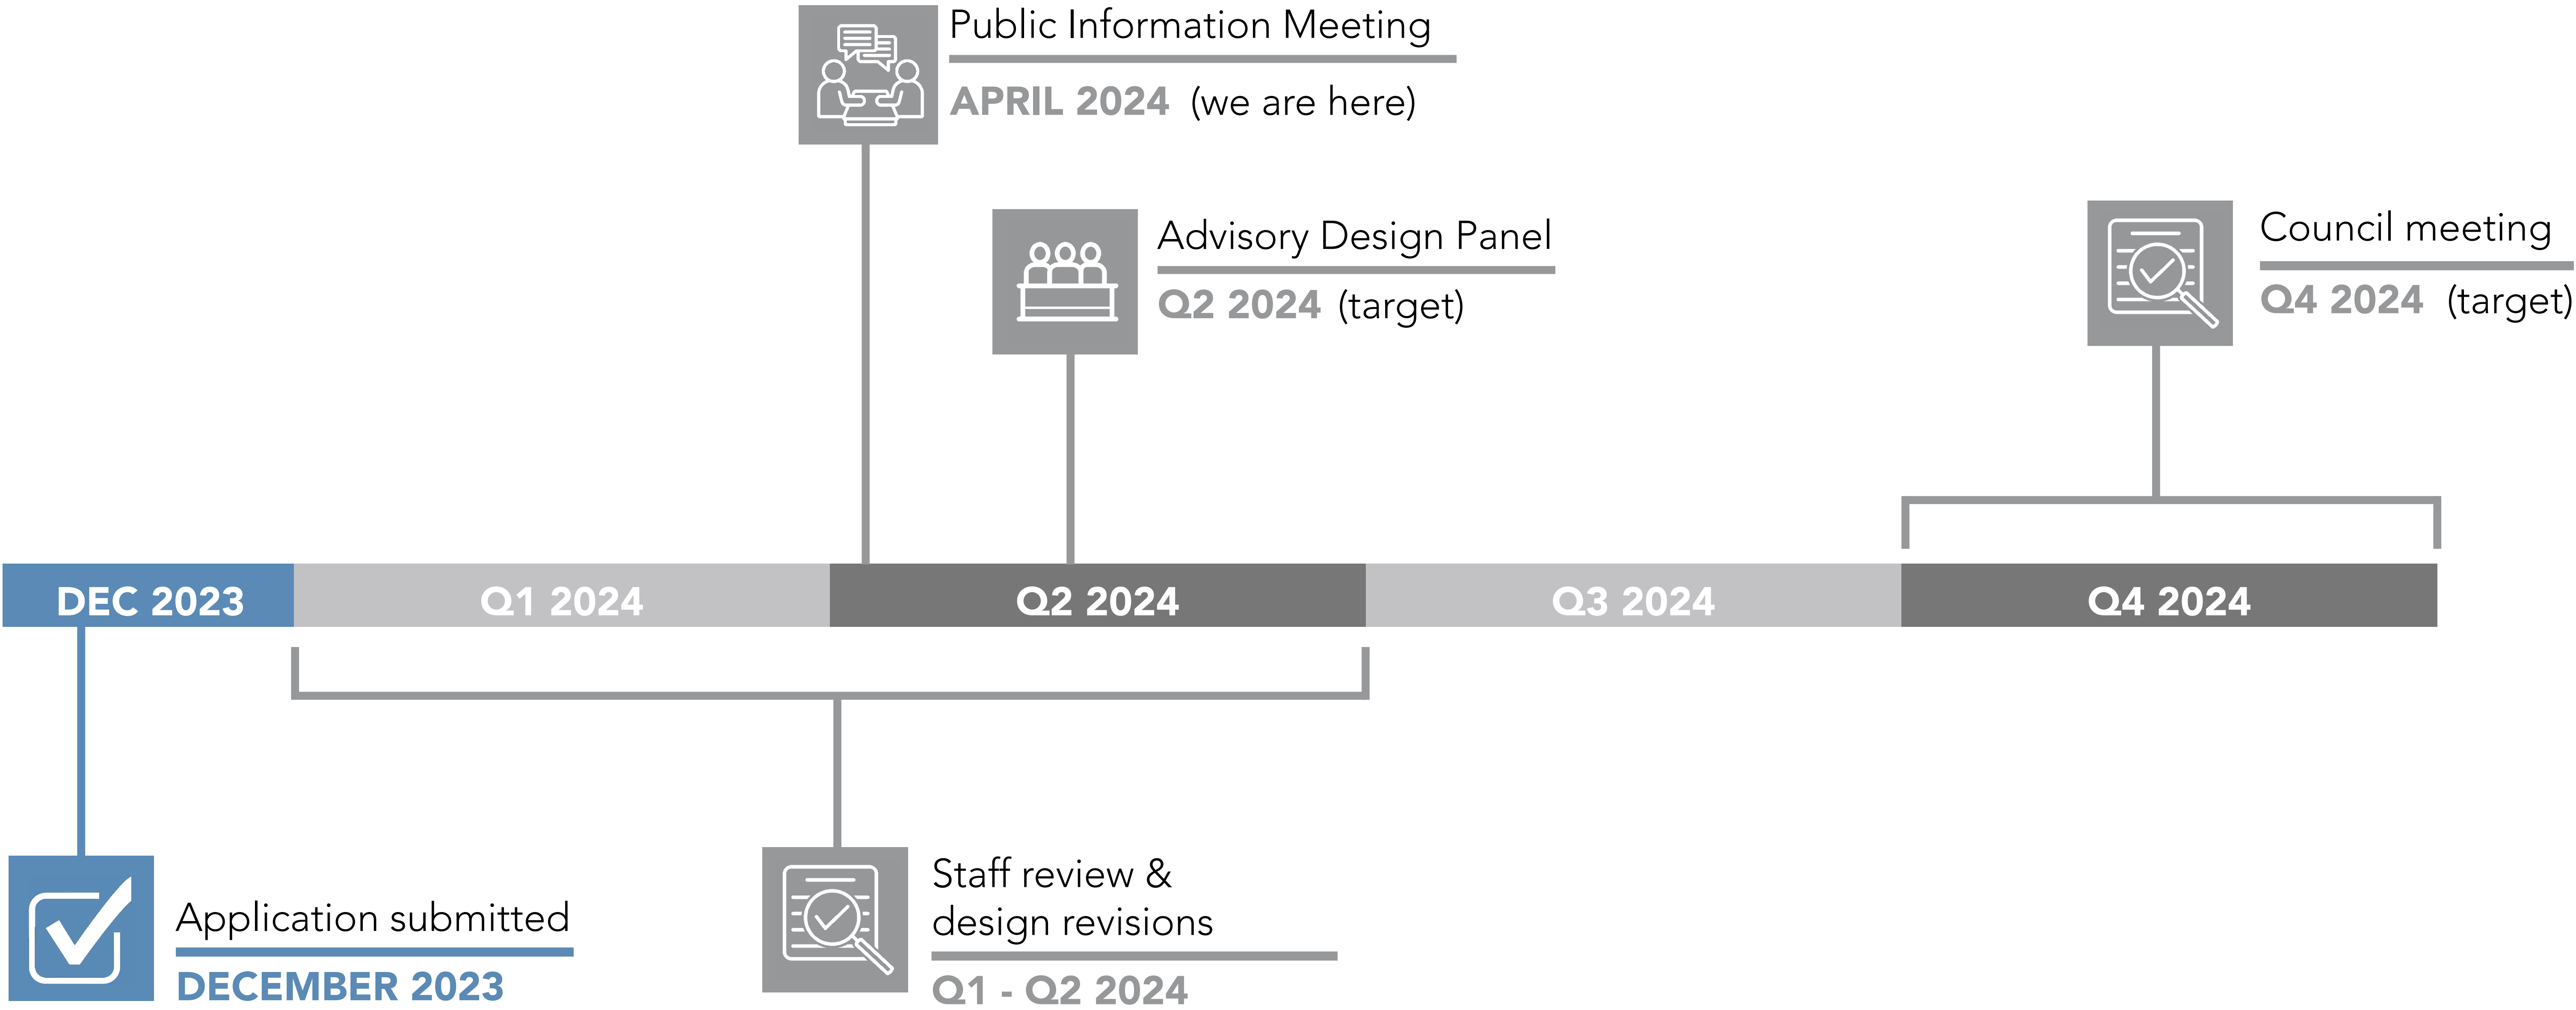 Public Information Meeting
APRIL 2024 (we are here)
Advisory Design Panel
Q2 2024 (target)
Council meeting
Q4 2024 (target)
DEC 2023
Q1 2024
Q2 2024
Q3 2024
Q4 2024
Application submitted
DECEMBER 2023
Staff review &
design revisions
Q1 - Q2 2024